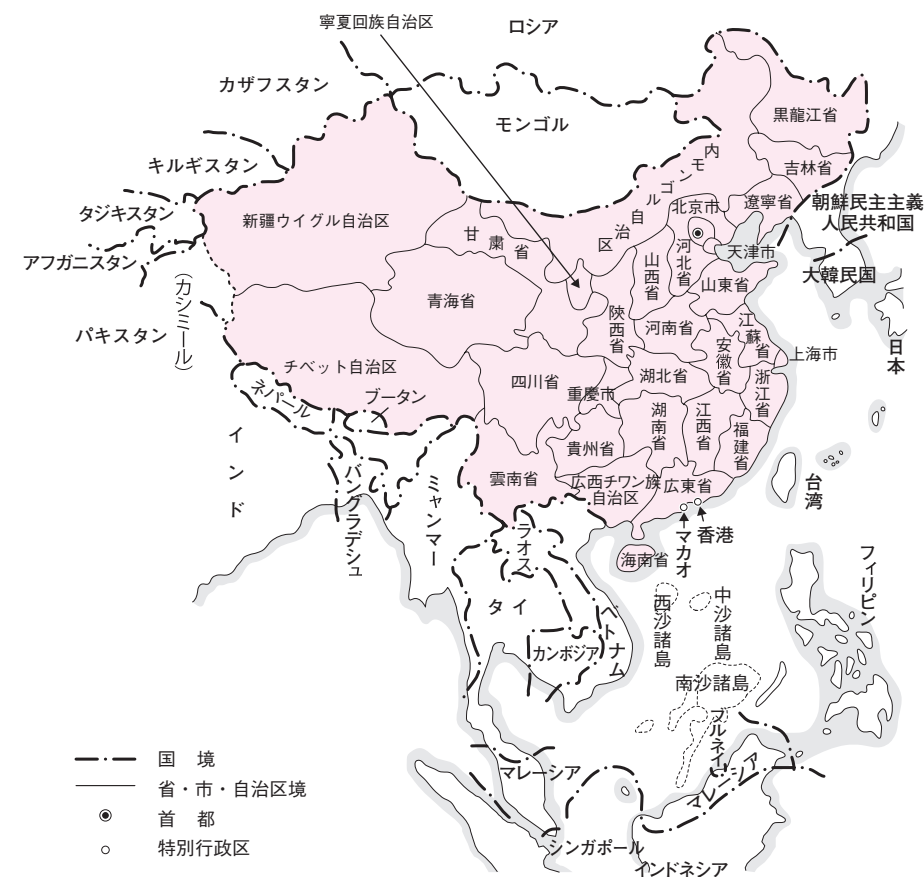 寧夏回族自治区
ロシア
カザフスタン
モンゴル
キルギスタン
タジキスタン
アフガニスタン
(カシミール)
パキスタン
新疆ウイグル自治区
内モンゴル自治区
黒龍江省
吉林省
遼寧省
北京市
天津市
朝鮮民主主義
人民共和国
大韓民国
日本
甘粛省
青海省
山西省
河北省
山東省
陝西省
河南省
江蘇省
安徽省
上海市
チベット自治区
四川省
重慶市
湖北省
浙江省
ネパール
ブータン
湖南省
江西省
福建省
貴州省
雲南省
広西チワン族
自治区
広東省
台湾
インド
バングラデシュ
ミャンマー
ラオス
マカオ
香港
海南省
タイ
ベトナム
カンボジア
西沙諸島
中沙諸島
南沙諸島
フィリピン
ブルネイ
マレーシア
マレーシア
シンガポール
インドネシア
国境
省・市・自治区境
首都
特別行政区